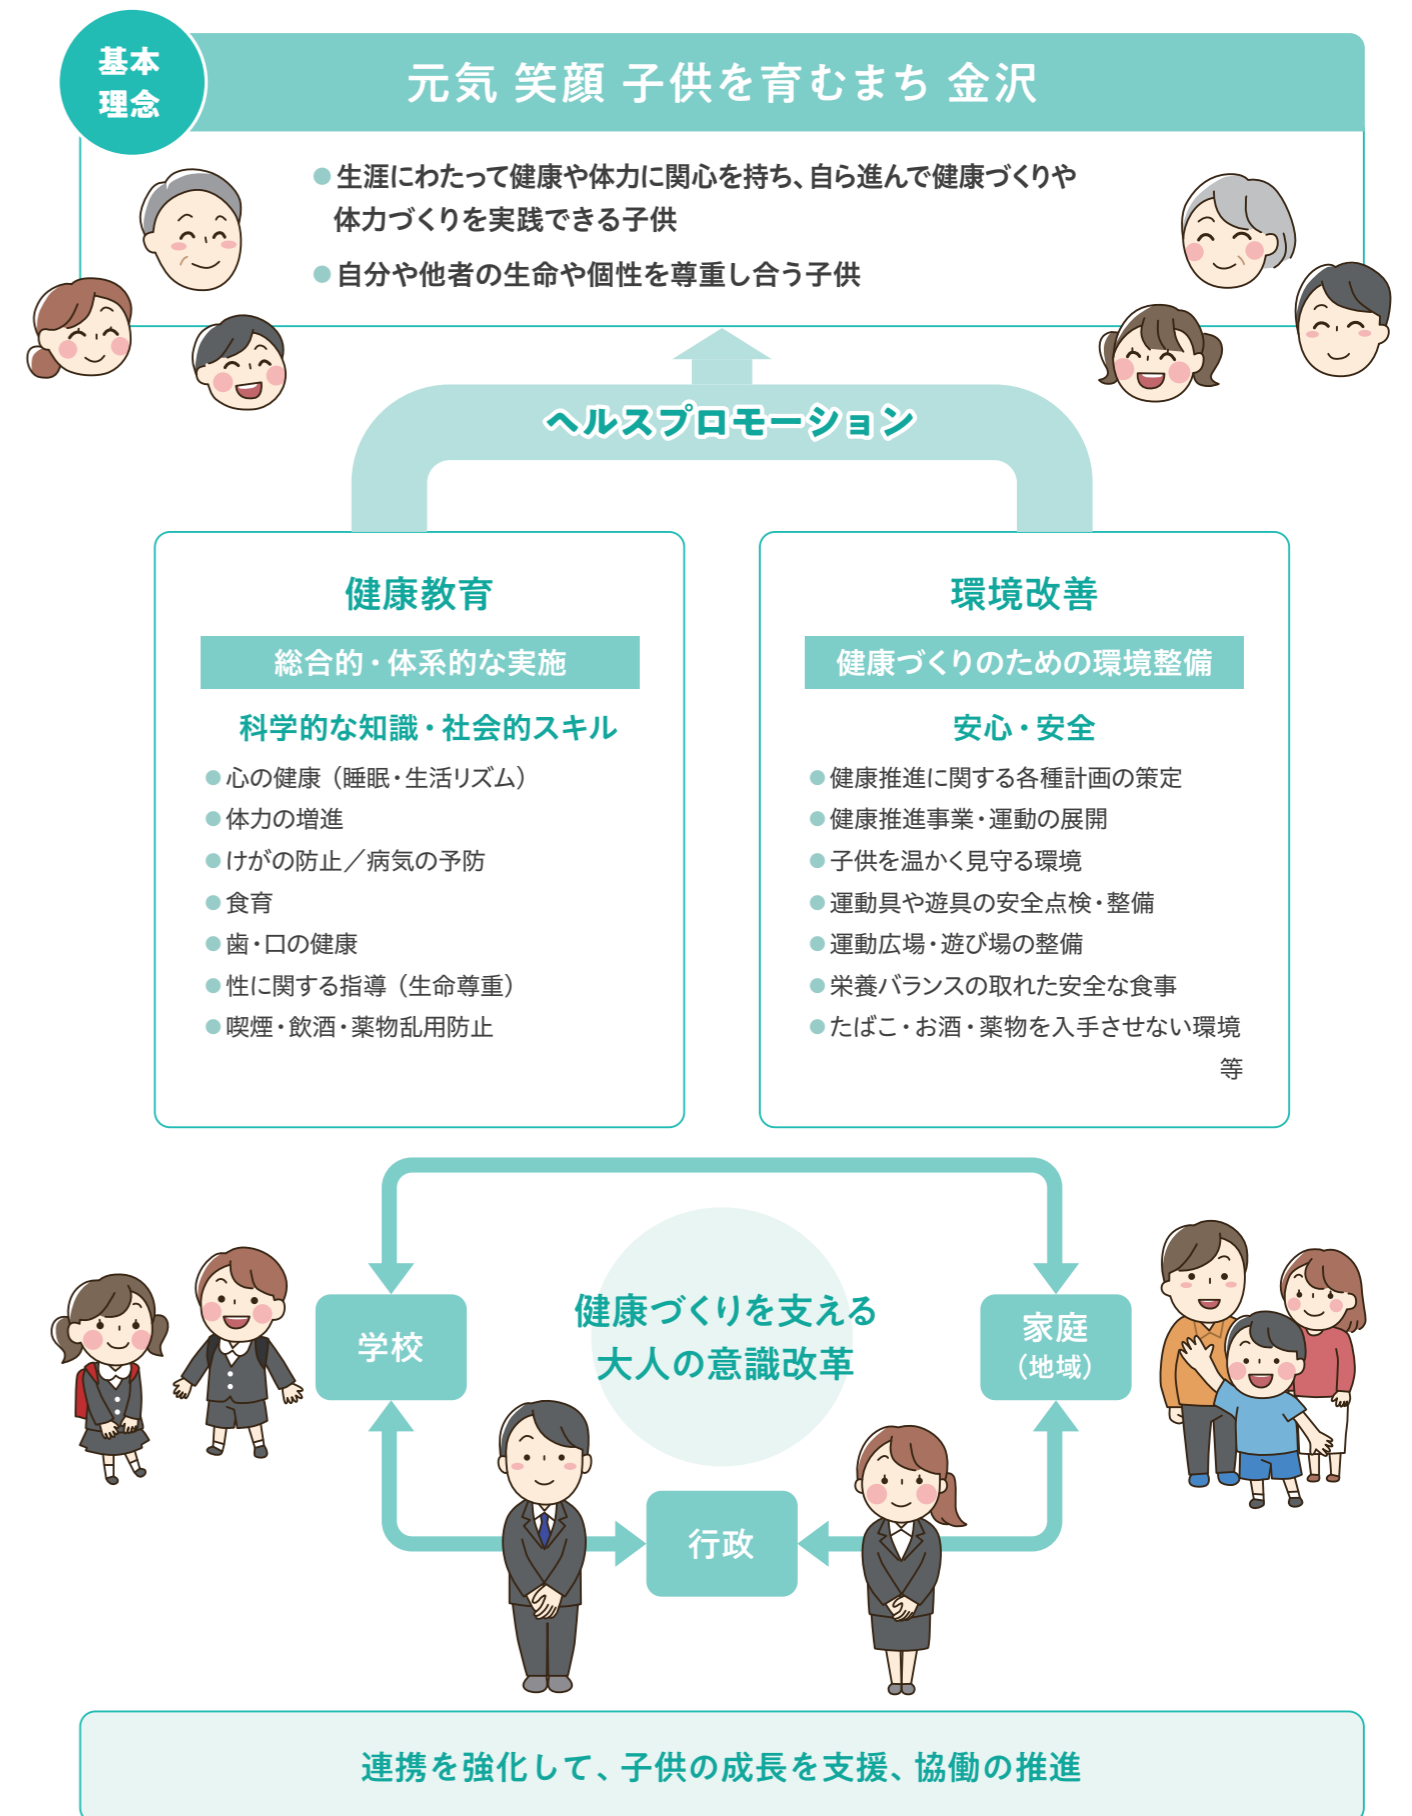 基本
理念
元気 笑顔 子供を育むまち 金沢
●生涯にわたって健康や体力に関心を持ち、自ら進んで健康づくりや
体力づくりを実践できる子供
●自分や他者の生命や個性を尊重し合う子供
ヘルスプロモーション
健康教育
総合的・体系的な実施
科学的な知識・社会的スキル
●心の健康（睡眠・生活リズム）
●体力の増進
●けがの防止／病気の予防
●食育
●歯・口の健康
●性に関する指導（生命尊重）
●喫煙・飲酒・薬物乱用防止
環境改善
健康づくりのための環境整備
安心・安全
●健康推進に関する各種計画の策定
●健康推進事業・運動の展開
●子供を温かく見守る環境
●運動具や遊具の安全点検・整備
●運動広場・遊び場の整備
●栄養バランスの取れた安全な食事
●たばこ・お酒・薬物を入手させない環境
等
学校
健康づくりを支える
大人の意識改革
家庭
（地域）
行政
連携を強化して、子供の成長を支援、協働の推進